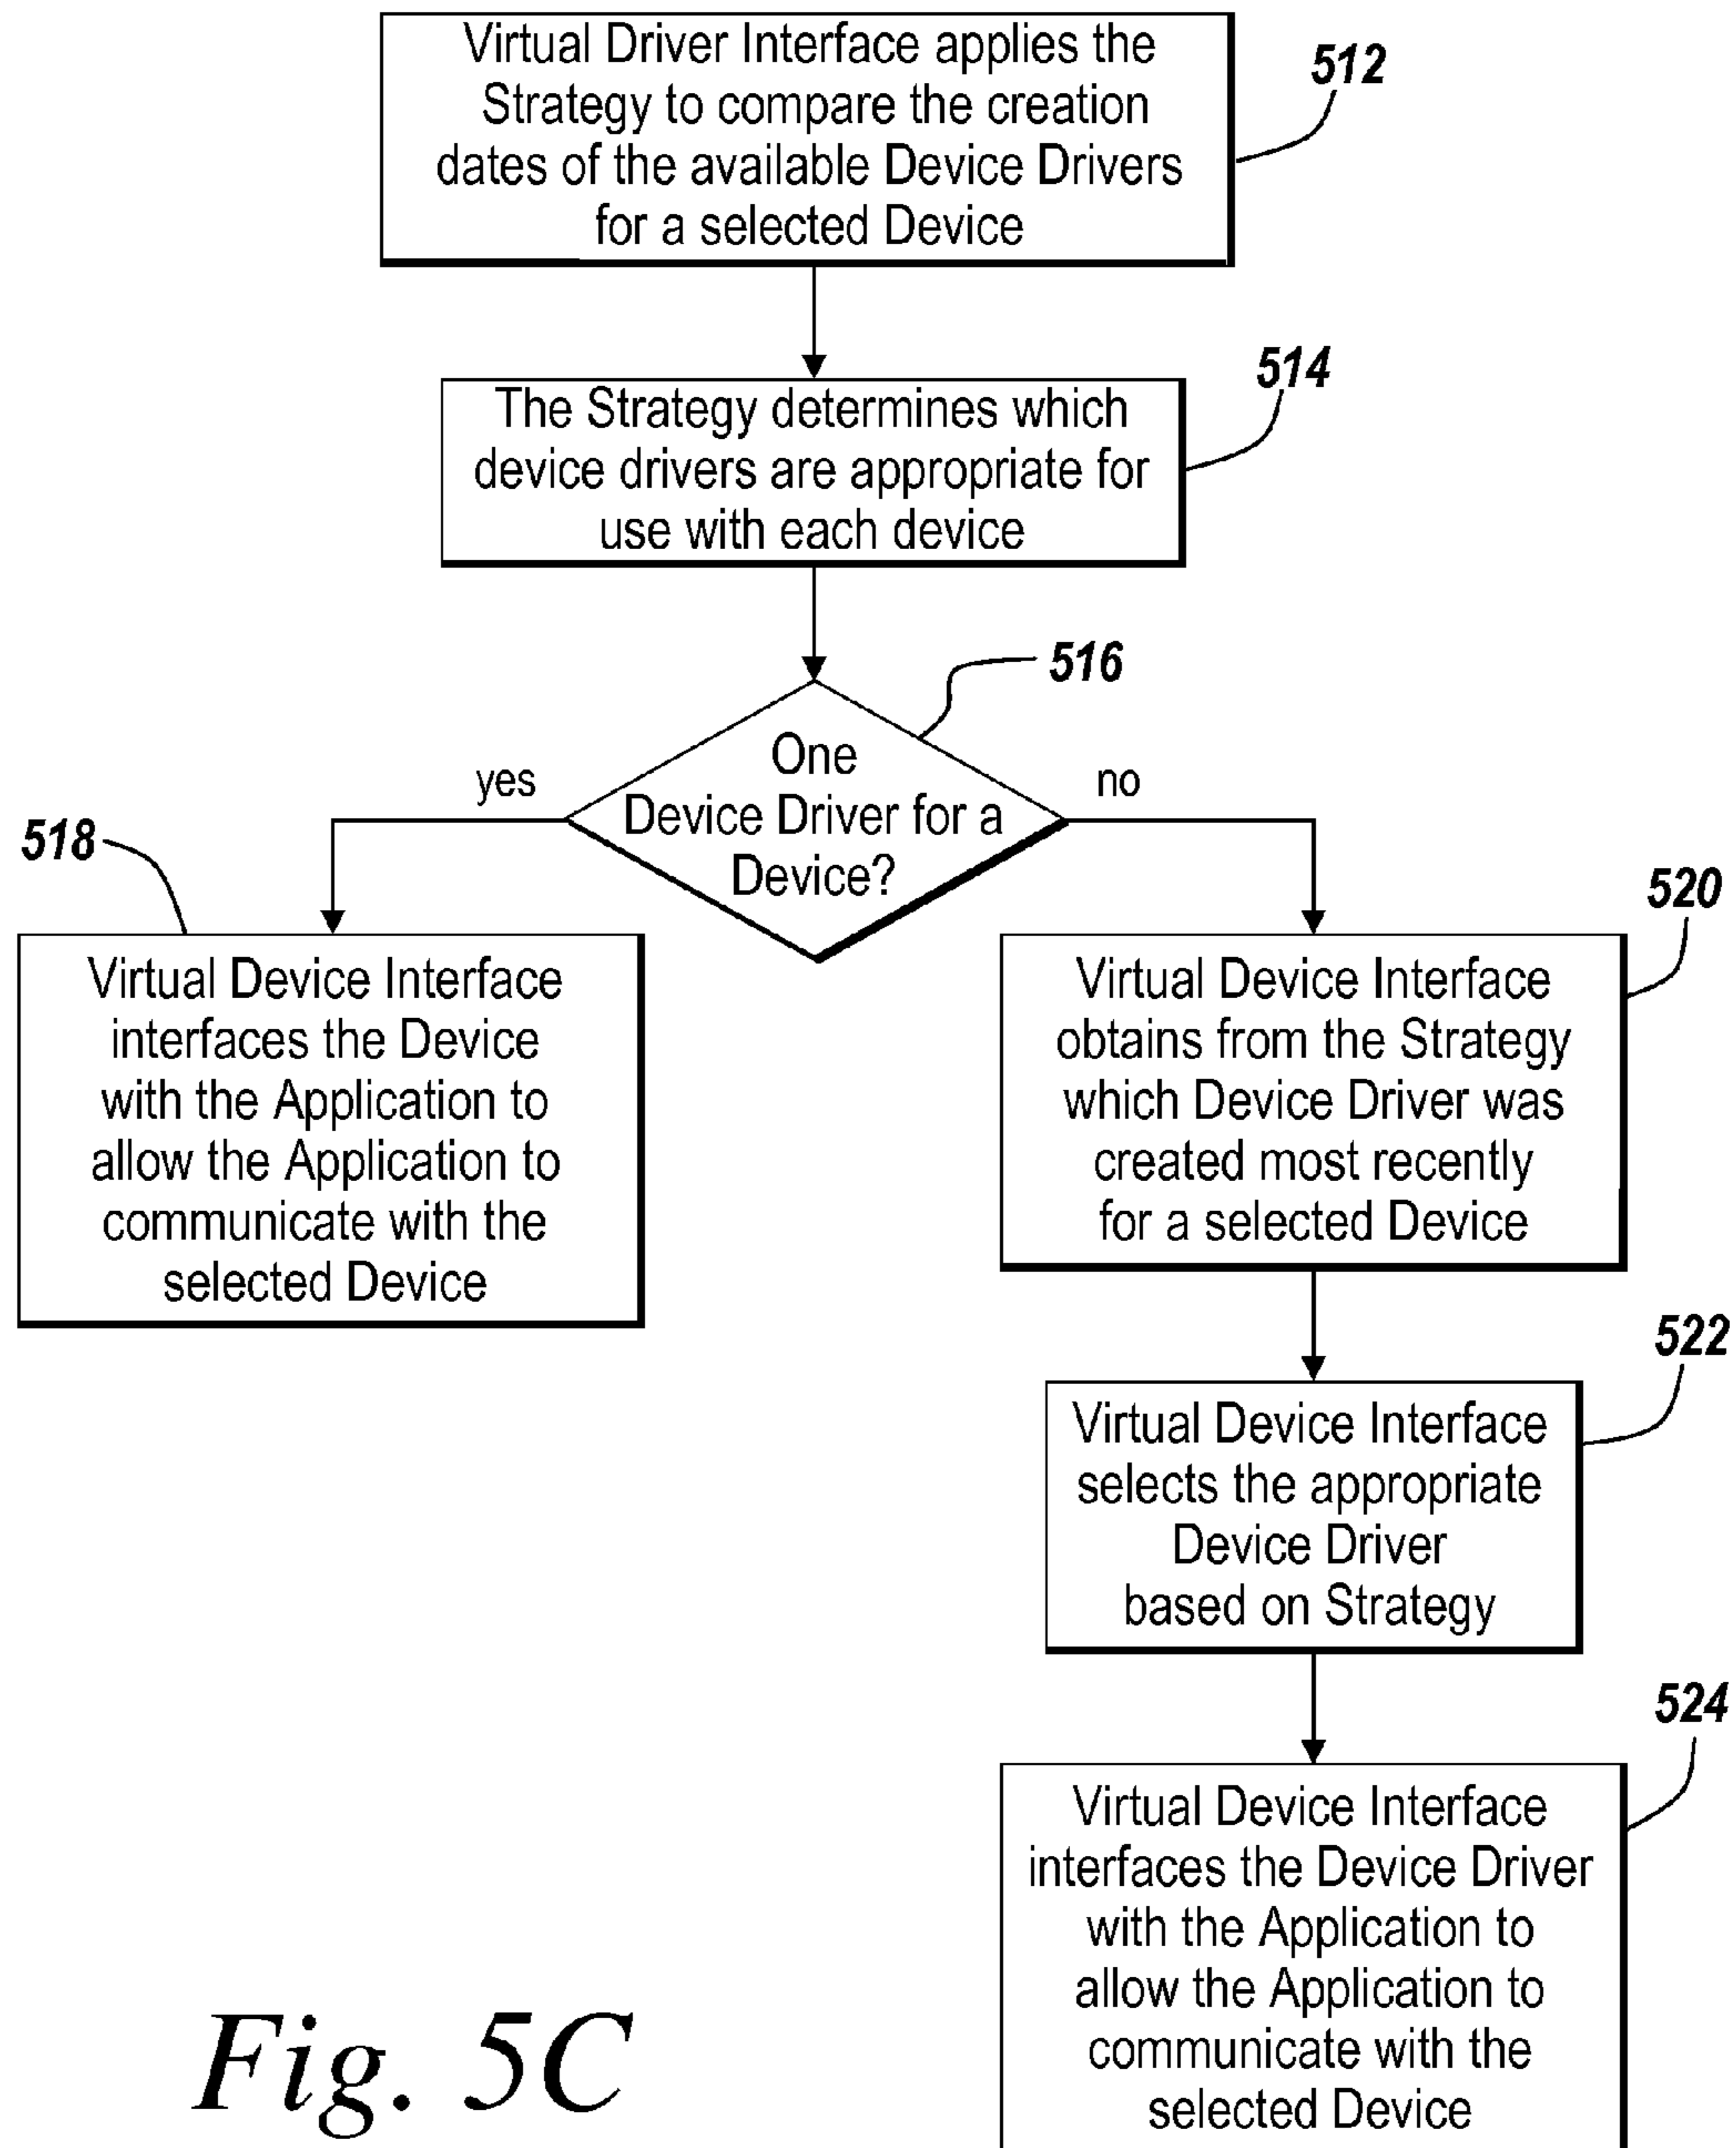 Virtual Driver Interface applies the
Strategy to compare the creation
dates of the available Device Drivers
for a selected Device
512
The Strategy determines which
device drivers are appropriate for
use with each device
514
516
One
Device Driver for a
Device?
yes
no
518
Virtual Device Interface
interfaces the Device
with the Application to
allow the Application to
communicate with the
selected Device
520
Virtual Device Interface
obtains from the Strategy
which Device Driver was
created most recently
for a selected Device
522
Virtual Device Interface
selects the appropriate
Device Driver
based on Strategy
524
Virtual Device Interface
interfaces the Device Driver
with the Application to
allow the Application to
communicate with the
selected Device
Fig. 5C